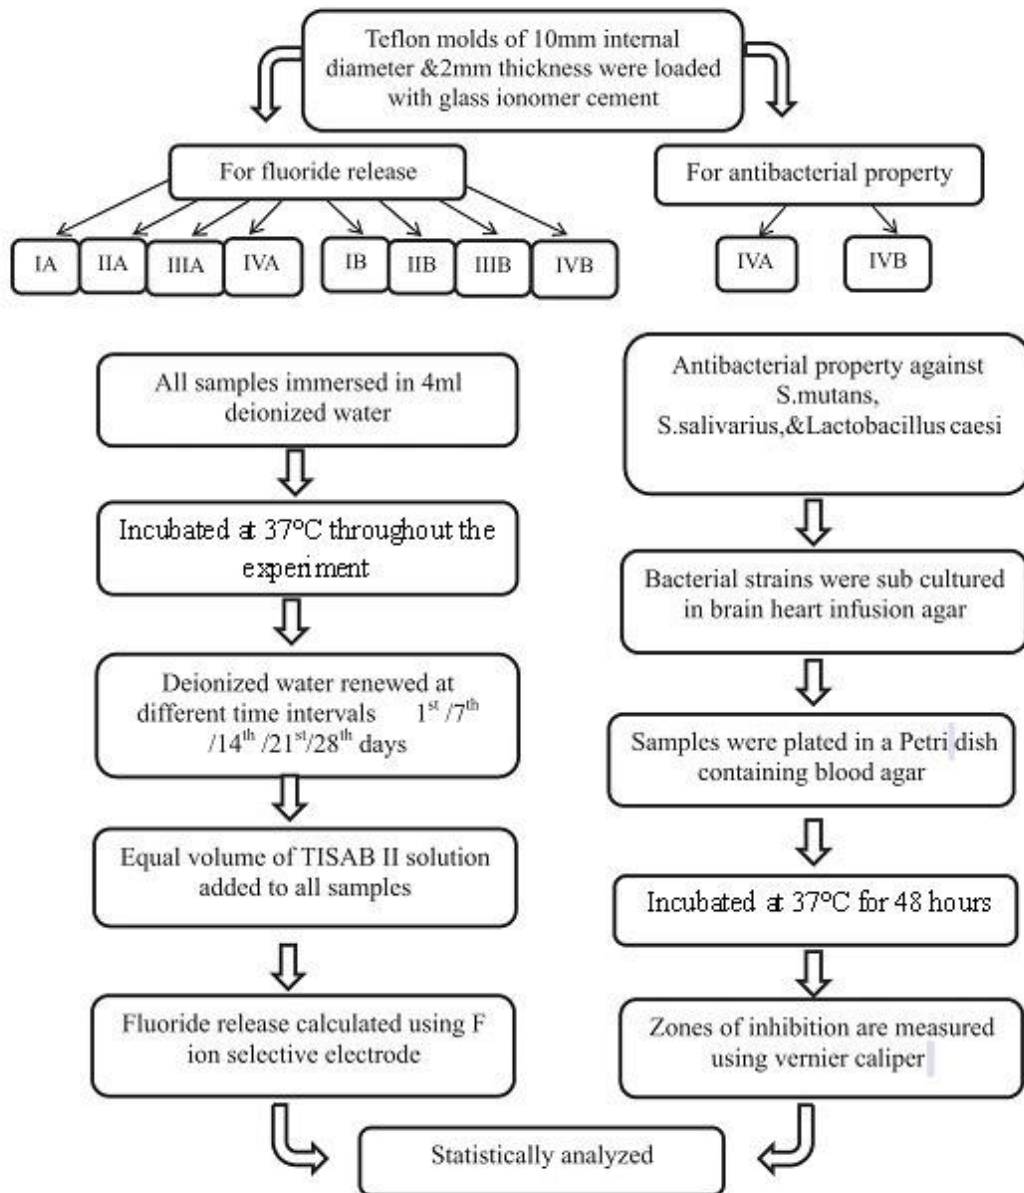 Teflon molds of 10mm internal
diameter &2mm thickness were loaded
with glass ionomer cement
For fluoride release
For antibacterial property
IA
IIA
IIIA
IVA
IB
IIB
IIIB
IVB
IVA
IVB
All samples immersed in 4ml
deionized water
Incubated at 37°C throughout the
experiment
Deionized water renewed at
different time intervals 1st /7th
/14th /21st/28th days
Equal volume of TISAB II solution
added to all samples
Fluoride release calculated using F
ion selective electrode
Antibacterial property against
S.mutans,
S.salivarius,&Lactobacillus caesi
Bacterial strains were sub cultured
in brain heart infusion agar
Samples were plated in a Petri dish
containing blood agar
Incubated at 37°C for 48 hours
Zones of inhibition are measured
using vernier caliper
Statistically analyzed